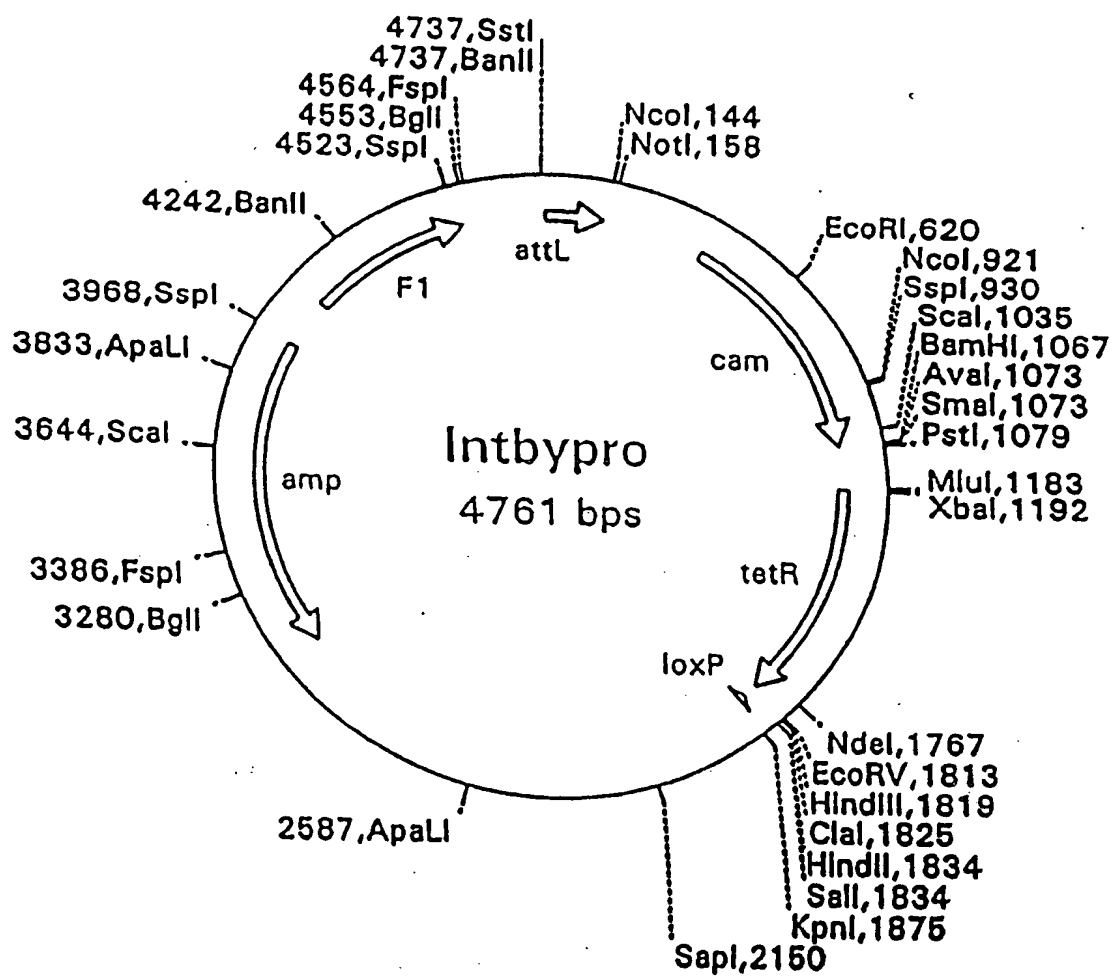 4737,SstI
4737,BanII
4564,FspI
4553,BglI
4523,SspI
4242,BanII
3968,SspI
3833,ApaLI
3644,ScaI
3386,FspI
3280,BglI
2587,ApaLI
NcoI,144
NotI,158
EcoRI,620
NcoI,921
SspI,930
ScaI,1035
BamHI,1067
AvaI,1073
SmaI,1073
PstI,1079
MluI,1183
XbaI,1192
NdeI,1767
EcoRV,1813
HindIII,1819
ClaI,1825
HindII,1834
SalI,1834
KpnI,1875
SapI,2150
attL
F1
cam
amp
tetR
loxP
Intbypro
4761 bps